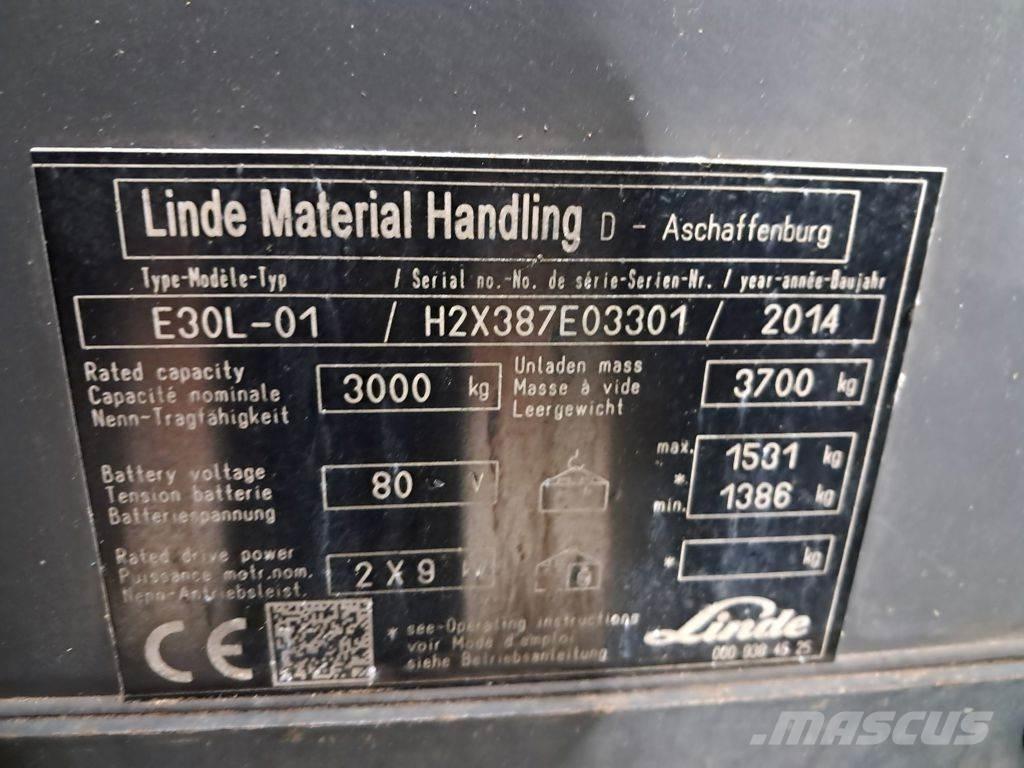 Linde Material Handling D - Aschaffenburg
Type-Modèle-Typ / Serial no.-No. de série-Serien-Nr. / year-année-Baujahr
E30L-01 / H2X387E03301 / 2014
Rated capacity
Capacité nominale
Nenn-Tragfähigkeit
3000 kg
Unladen mass
Masse à vide
Leergewicht
3700 kg
Battery voltage
Tension batterie
Batteriespannung
80 V
max. 1531 kg
*
min. 1386 kg
Rated drive power
Puissance motr.nom.
Nenn-Antriebsleist.
2 X 9
* kg
CE
* see-Operating instructions
voir Mode d'emploi
siehe Betriebsanleitung
Linde
000 938 45 25
MASCUS